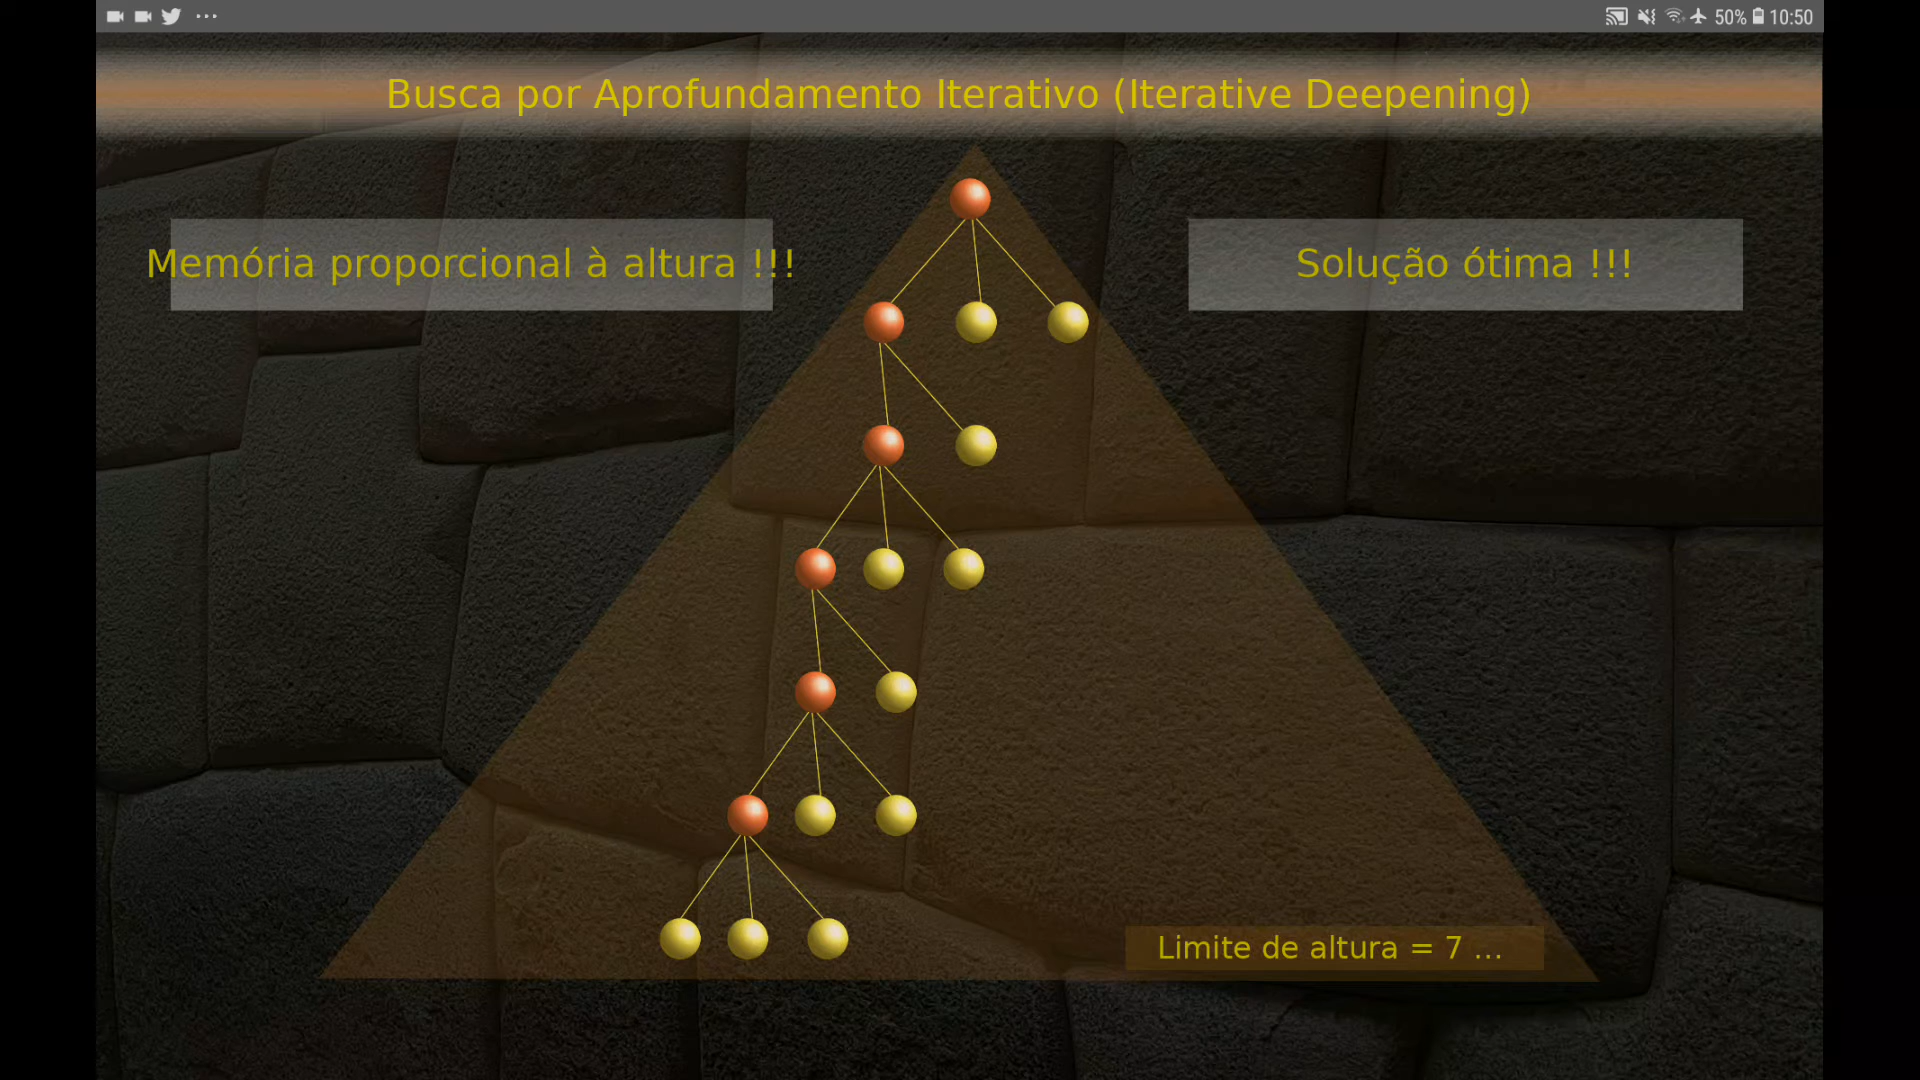 50% 10:50
Busca por Aprofundamento Iterativo (Iterative Deepening)
Memória proporcional à altura !!!
Solução ótima !!!
Limite de altura = 7 ...